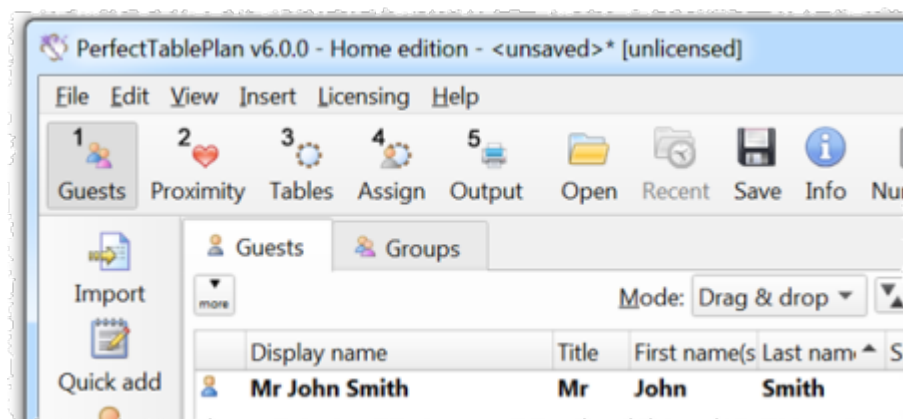 PerfectTablePlan v6.0.0 - Home edition - <unsaved>* [unlicensed]
File Edit View Insert Licensing Help
1 2 3 4 5
Guests Proximity Tables Assign Output Open Recent Save Info
Guests Groups
Import
more
Mode: Drag & drop
Display name Title First name(s Last nam
Quick add
Mr John Smith Mr John Smith